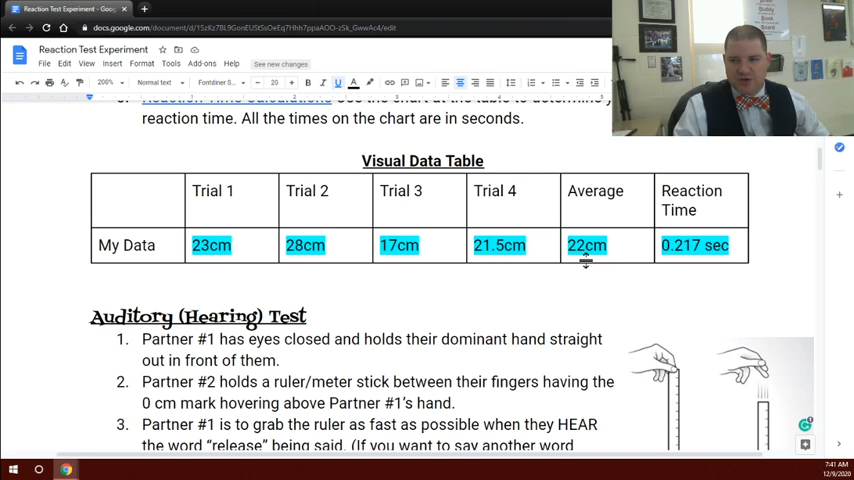 Reaction Test Experiment - Goo
docs.google.com/document/d/15zKz7BL9GonEUStSsOeEq7Hhh7ppaAOO-zSk_GwwAc4/edit
Reaction Test Experiment
File Edit View Insert Format Tools Add-ons Help
See new changes
200% Normal text Fontdiner S... 20 B I U A
reaction time. All the times on the chart are in seconds.
Visual Data Table
Trial 1 Trial 2 Trial 3 Trial 4 Average Reaction
Time
My Data 23cm 28cm 17cm 21.5cm 22cm 0.217 sec
Auditory (Hearing) Test
1. Partner #1 has eyes closed and holds their dominant hand straight
out in front of them.
2. Partner #2 holds a ruler/meter stick between their fingers having the
0 cm mark hovering above Partner #1's hand.
3. Partner #1 is to grab the ruler as fast as possible when they HEAR
the word “release” being said. (If you want to say another word
7:41 AM
12/9/2020